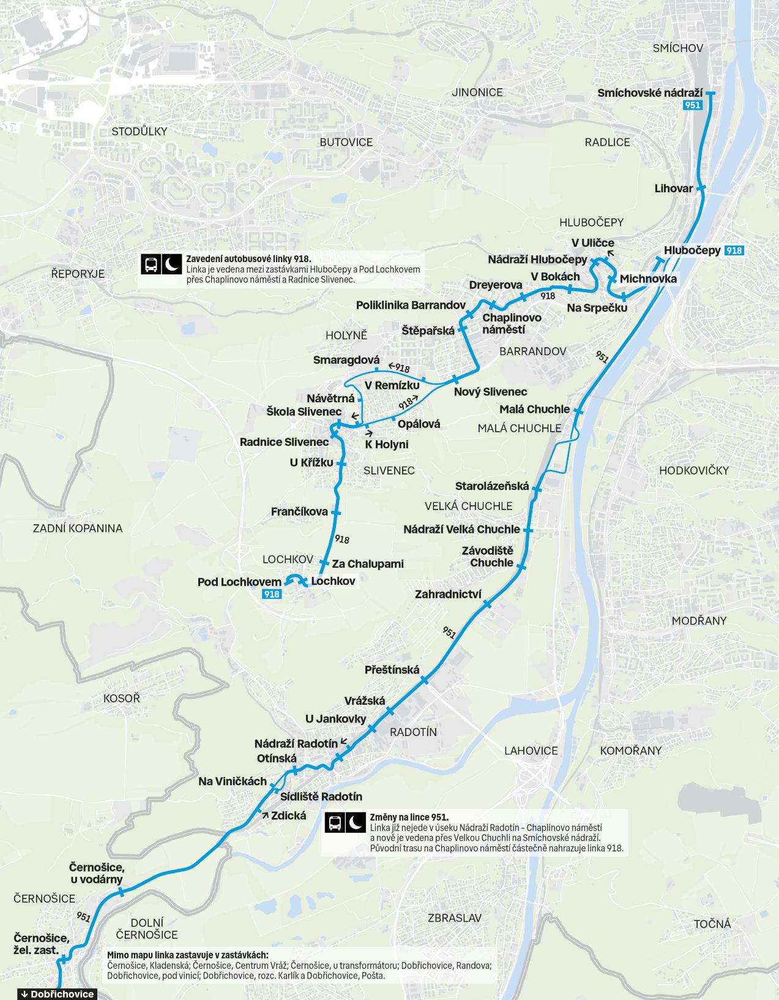 SMÍCHOV
JINONICE
Smíchovské nádraží
951
STODŮLKY
BUTOVICE
RADLICE
Lihovar
HLUBOČEPY
V Uličce
Hlubočepy 918
Nádraží Hlubočepy
Zavedení autobusové linky 918.
Linka je vedena mezi zastávkami Hlubočepy a Pod Lochkovem
přes Chaplinovo náměstí a Radnice Slivenec.
ŘEPORYJE
V Bokách
Michnovka
Dreyerova
918
Poliklinika Barrandov
Na Srpečku
Chaplinovo
náměstí
Štěpařská
HOLYNĚ
BARRANDOV
951
Smaragdová
←918
V Remízku
Nový Slivenec
Návětrná
918→
Škola Slivenec
Malá Chuchle
Opálová
MALÁ CHUCHLE
Radnice Slivenec
K Holyni
U Křížku
SLIVENEC
HODKOVIČKY
Starolázeňská
VELKÁ CHUCHLE
Frančíkova
ZADNÍ KOPANINA
Nádraží Velká Chuchle
918
Závodiště
Chuchle
LOCHKOV
Za Chalupami
Pod Lochkovem
Lochkov
918
Zahradnictví
MODŘANY
951
Přeštínská
KOSOŘ
Vrážská
U Jankovky
RADOTÍN
Nádraží Radotín
LAHOVICE
KOMOŘANY
Otínská
Na Viničkách
Sídliště Radotín
Zdická
Změny na lince 951.
Linka již nejede v úseku Nádraží Radotín – Chaplinovo náměstí
a nově je vedena přes Velkou Chuchli na Smíchovské nádraží.
Původní trasu na Chaplinovo náměstí částečně nahrazuje linka 918.
Černošice,
u vodárny
ČERNOŠICE
951
DOLNÍ
ČERNOŠICE
ZBRASLAV
TOČNÁ
Černošice,
žel. zast.
Mimo mapu linka zastavuje v zastávkách:
Černošice, Kladenská; Černošice, Centrum Vráž; Černošice, u transformátoru; Dobřichovice, Randova;
Dobřichovice, pod vinicí; Dobřichovice, rozc. Karlík a Dobřichovice, Pošta.
↓ Dobřichovice